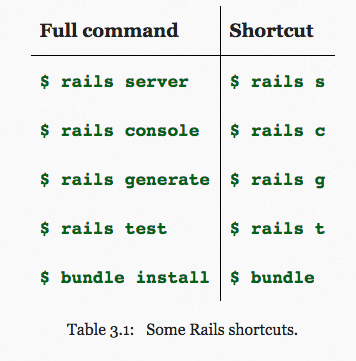 Full command Shortcut
$ rails server $ rails s
$ rails console $ rails c
$ rails generate $ rails g
$ rails test $ rails t
$ bundle install $ bundle
Table 3.1: Some Rails shortcuts.